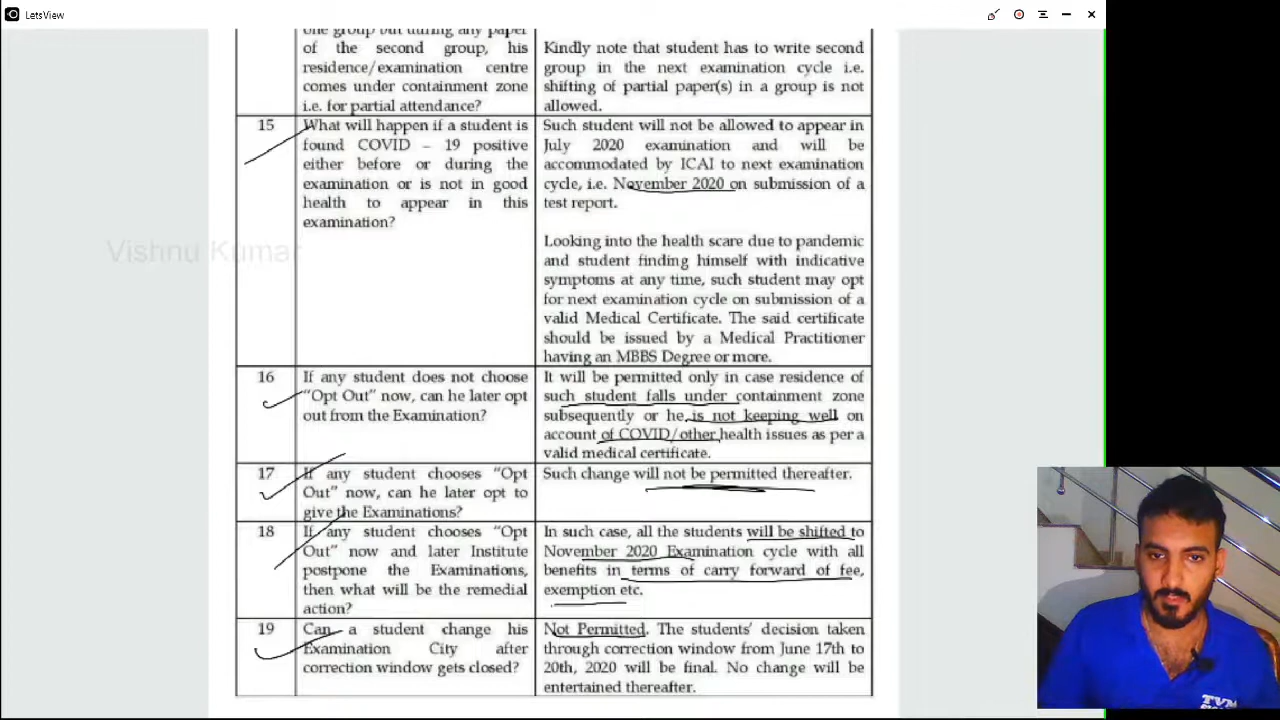 LetsView
one group but during any paper
of the second group, his
residence/examination centre
comes under containment zone
i.e. for partial attendance?
Kindly note that student has to write second
group in the next examination cycle i.e.
shifting of partial paper(s) in a group is not
allowed.
15
What will happen if a student is
found COVID – 19 positive
either before or during the
examination or is not in good
health to appear in this
examination?
Such student will not be allowed to appear in
July 2020 examination and will be
accommodated by ICAI to next examination
cycle, i.e. November 2020 on submission of a
test report.
Looking into the health scare due to pandemic
and student finding himself with indicative
symptoms at any time, such student may opt
for next examination cycle on submission of a
valid Medical Certificate. The said certificate
should be issued by a Medical Practitioner
having an MBBS Degree or more.
Vishnu Kumar
16
If any student does not choose
“Opt Out” now, can he later opt
out from the Examination?
It will be permitted only in case residence of
such student falls under containment zone
subsequently or he is not keeping well on
account of COVID/other health issues as per a
valid medical certificate.
17
If any student chooses “Opt
Out” now, can he later opt to
give the Examinations?
Such change will not be permitted thereafter.
18
If any student chooses “Opt
Out” now and later Institute
postpone the Examinations,
then what will be the remedial
action?
In such case, all the students will be shifted to
November 2020 Examination cycle with all
benefits in terms of carry forward of fee,
exemption etc.
19
Can a student change his
Examination City after
correction window gets closed?
Not Permitted. The students’ decision taken
through correction window from June 17th to
20th, 2020 will be final. No change will be
entertained thereafter.